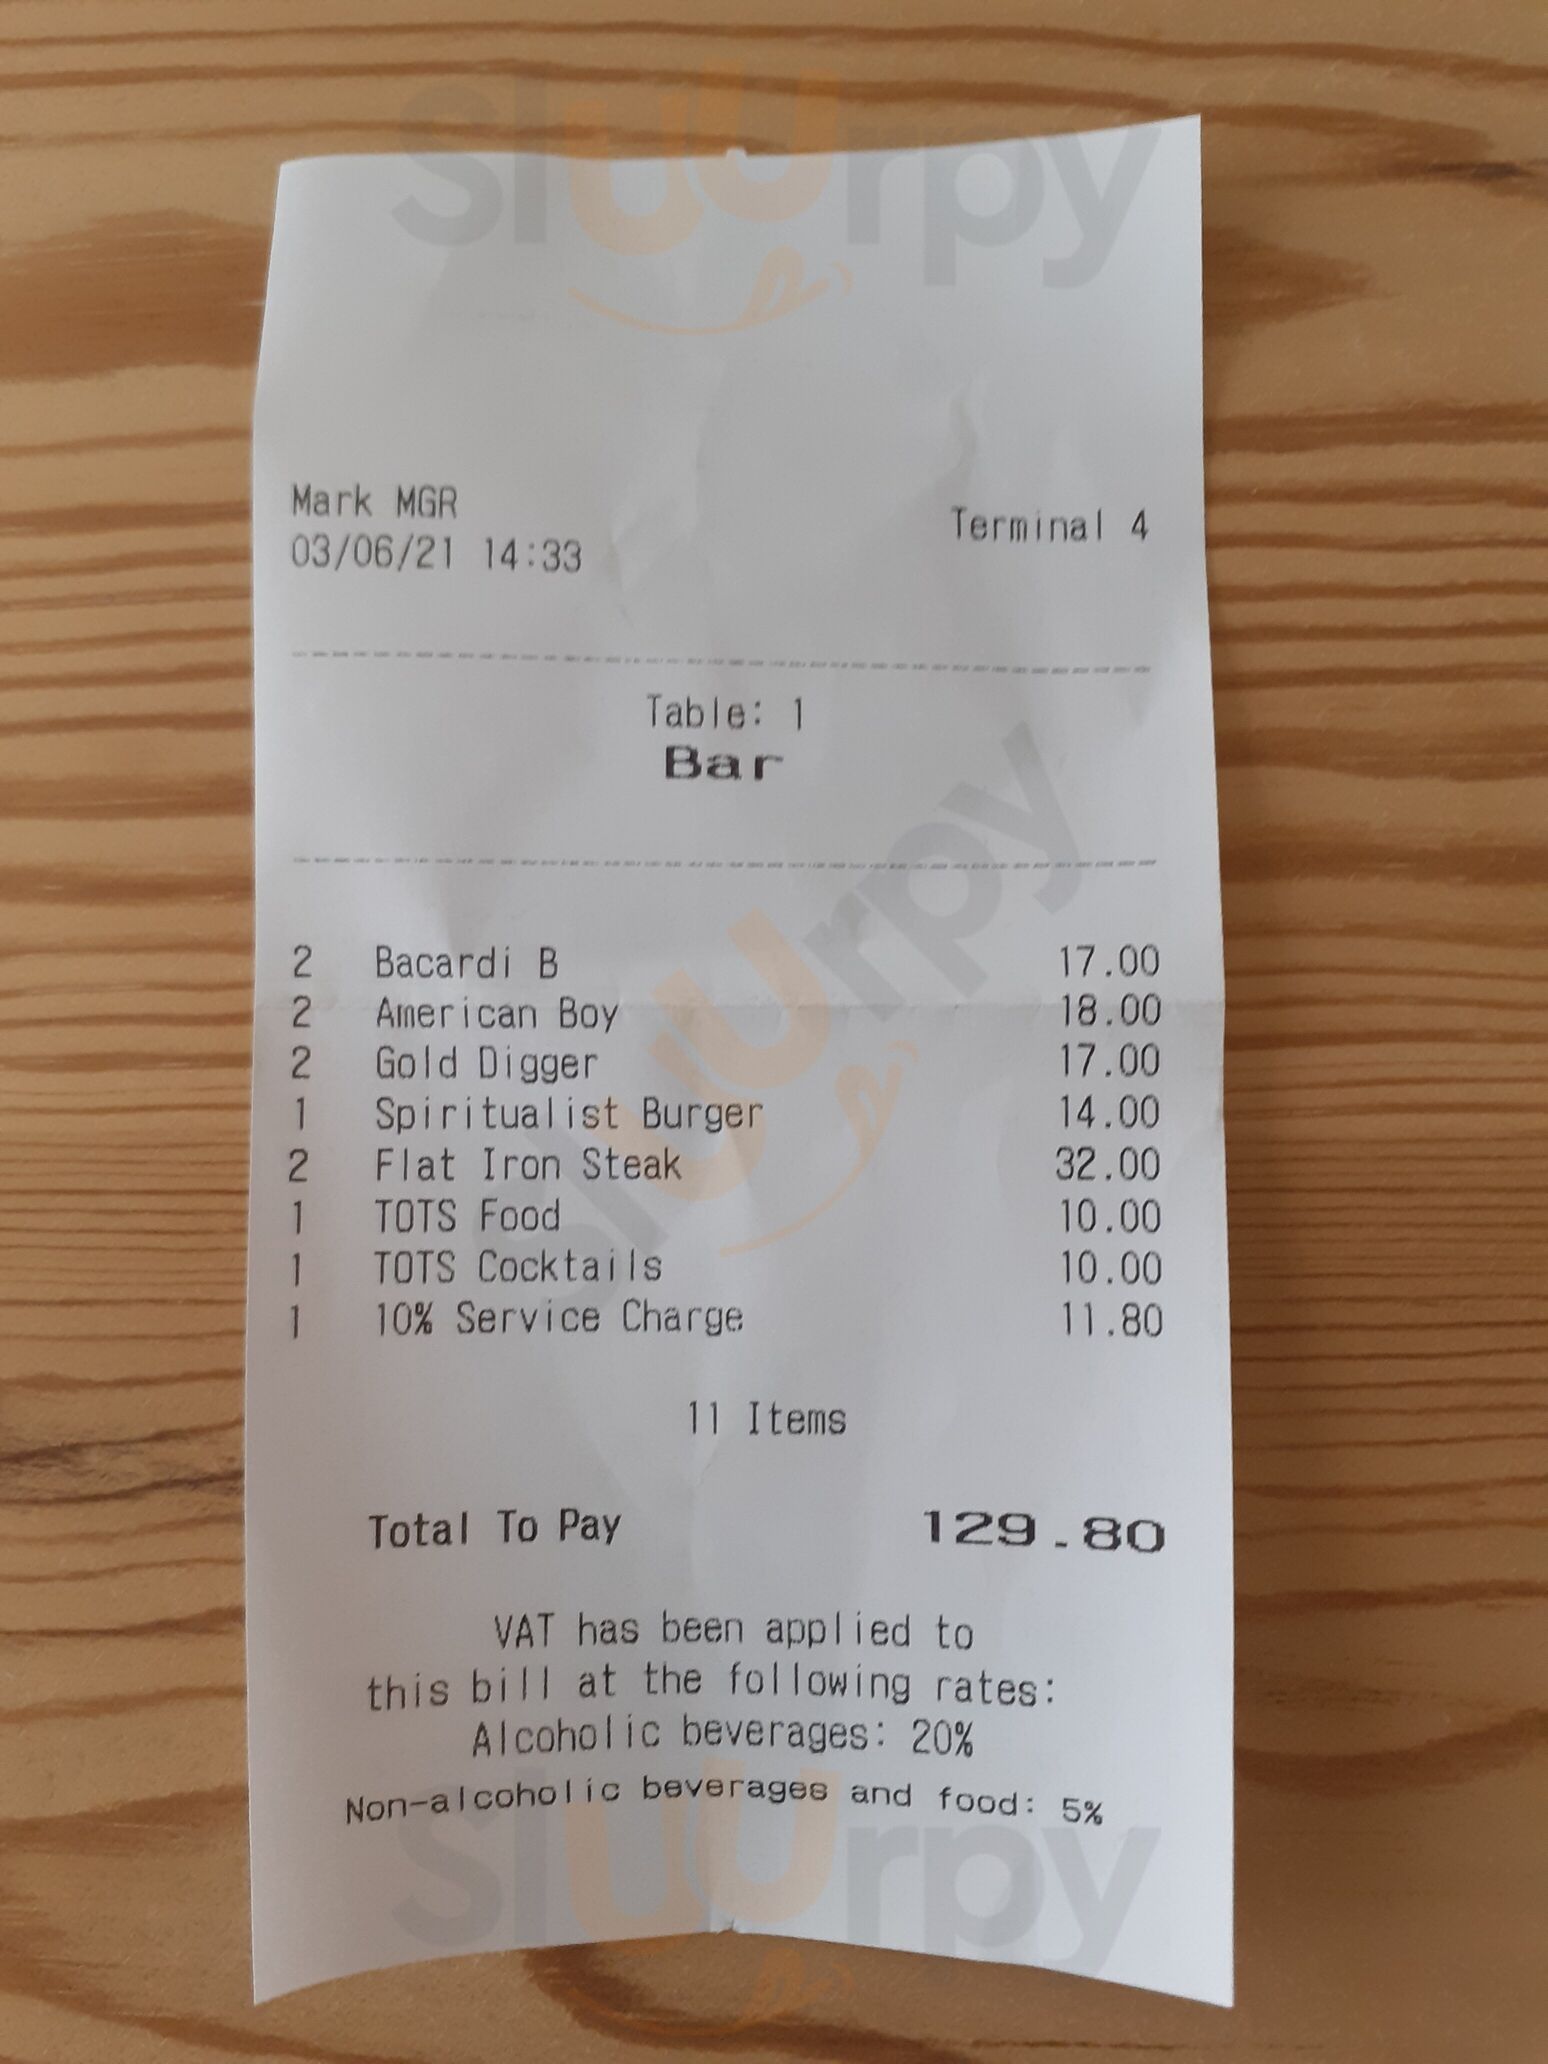 Sluurpy
Mark MGR
Terminal 4
03/06/21 14:33
Table: 1
Bar
2 Bacardi B 17.00
2 American Boy 18.00
2 Gold Digger 17.00
1 Spiritualist Burger 14.00
2 Flat Iron Steak 32.00
1 TOTS Food 10.00
1 TOTS Cocktails 10.00
1 10% Service Charge 11.80
Sluurpy
11 Items
Total To Pay 129.80
VAT has been applied to
this bill at the following rates:
Alcoholic beverages: 20%
Non-alcoholic beverages and food: 5%
Sluurpy